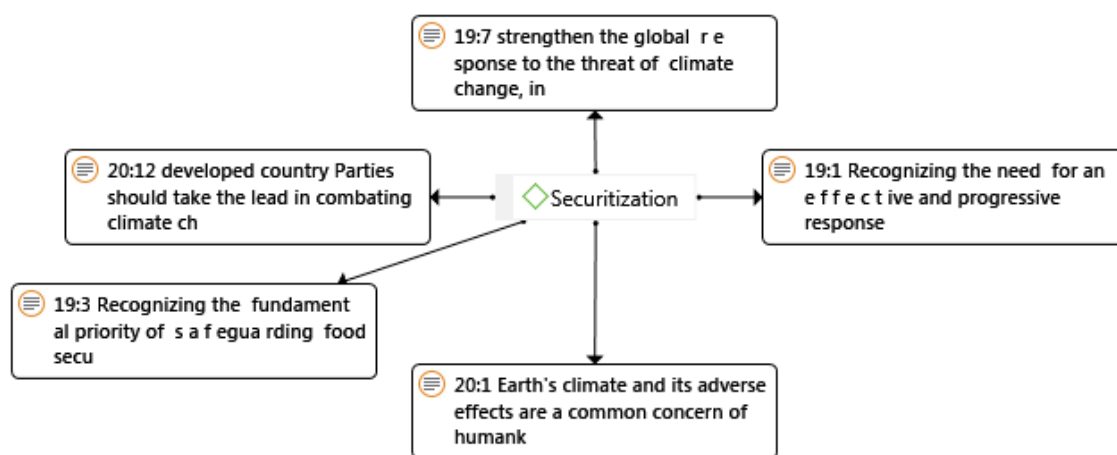 19:7 strengthen the global r e
sponse to the threat of climate
change, in
20:12 developed country Parties
should take the lead in combating
climate ch
Securitization
19:1 Recognizing the need for an
e f f e c t ive and progressive
response
19:3 Recognizing the fundament
al priority of s a f egua rding food
secu
20:1 Earth's climate and its adverse
effects are a common concern of
humank